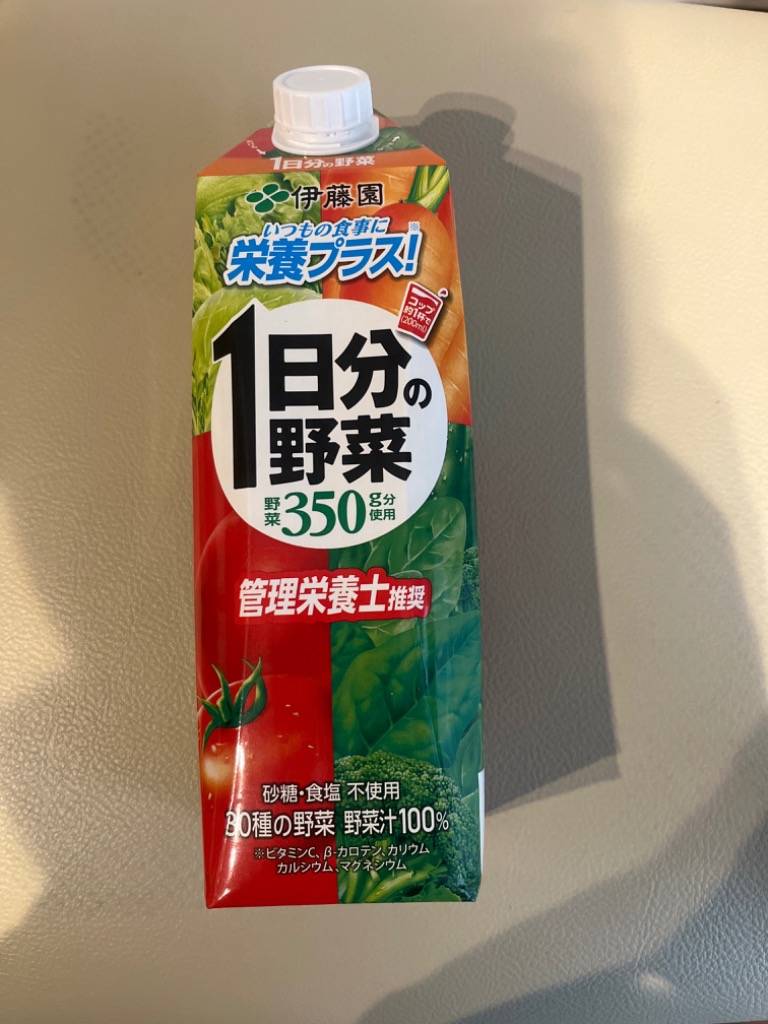 1日分の野菜
伊藤園
いつもの食事に
栄養プラス!※
コップ
約1杯で
(200ml)
1日分の
野菜
野菜350g分使用
管理栄養士推奨
砂糖・食塩 不使用
30種の野菜 野菜汁100%
※ビタミンC、β-カロテン、カリウム
カルシウム、マグネシウム